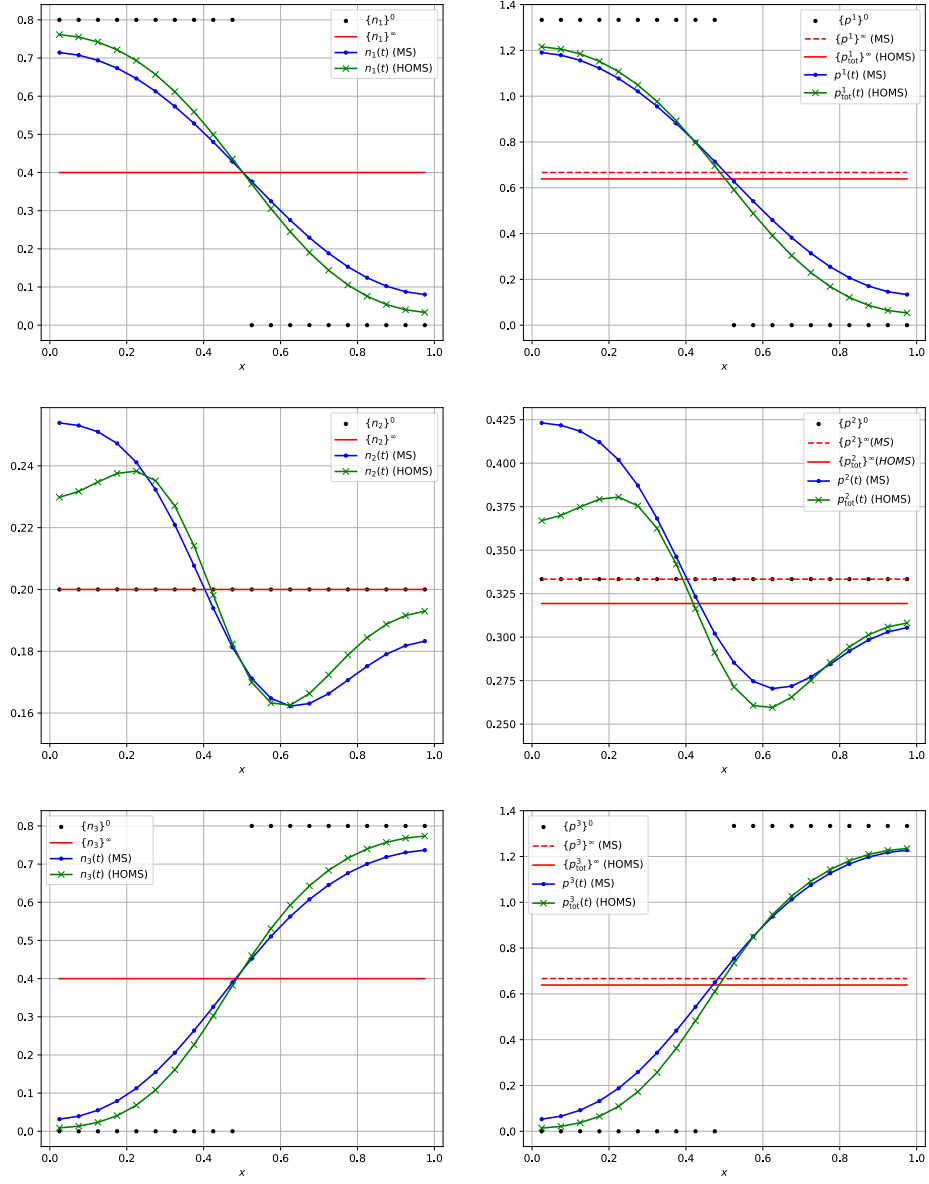 0.8
0.7
0.6
0.5
0.4
0.3
0.2
0.1
0.0
0.0 0.2 0.4 0.6 0.8 1.0
x
{n₁}⁰
{n₁}^∞
n₁(t) (MS)
n₁(t) (HOMS)
1.4
1.2
1.0
0.8
0.6
0.4
0.2
0.0
0.0 0.2 0.4 0.6 0.8 1.0
x
{p¹}⁰
{p¹}^∞ (MS)
{p¹_tot}^∞ (HOMS)
p¹(t) (MS)
p¹_tot(t) (HOMS)
0.24
0.22
0.20
0.18
0.16
0.0 0.2 0.4 0.6 0.8 1.0
x
{n₂}⁰
{n₂}^∞
n₂(t) (MS)
n₂(t) (HOMS)
0.425
0.400
0.375
0.350
0.325
0.300
0.275
0.250
0.0 0.2 0.4 0.6 0.8 1.0
x
{p²}⁰
{p²}^∞(MS)
{p²_tot}^∞(HOMS)
p²(t) (MS)
p²_tot(t) (HOMS)
0.8
0.7
0.6
0.5
0.4
0.3
0.2
0.1
0.0
0.0 0.2 0.4 0.6 0.8 1.0
x
{n₃}⁰
{n₃}^∞
n₃(t) (MS)
n₃(t) (HOMS)
1.4
1.2
1.0
0.8
0.6
0.4
0.2
0.0
0.0 0.2 0.4 0.6 0.8 1.0
x
{p³}⁰
{p³}^∞ (MS)
{p³_tot}^∞ (HOMS)
p³(t) (MS)
p³_tot(t) (HOMS)